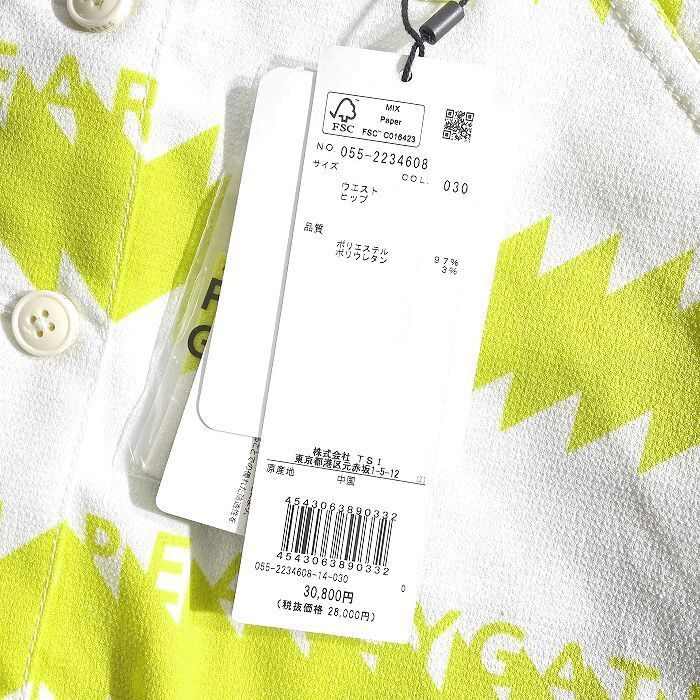 EAR
MIX
Paper
FSC™ C016423
FSC
NO. 055-2234608
サイズ
COL. 030
ウエスト
ヒップ
品質
ポリエステル 97%
ポリウレタン 3%
株式会社 TSI
東京都港区元赤坂1-5-12
原産地 中国
4543063890332
4543063890332
055-2234608-14-030 0
30,800円
(税抜価格 28,000円)
PEA YGAT